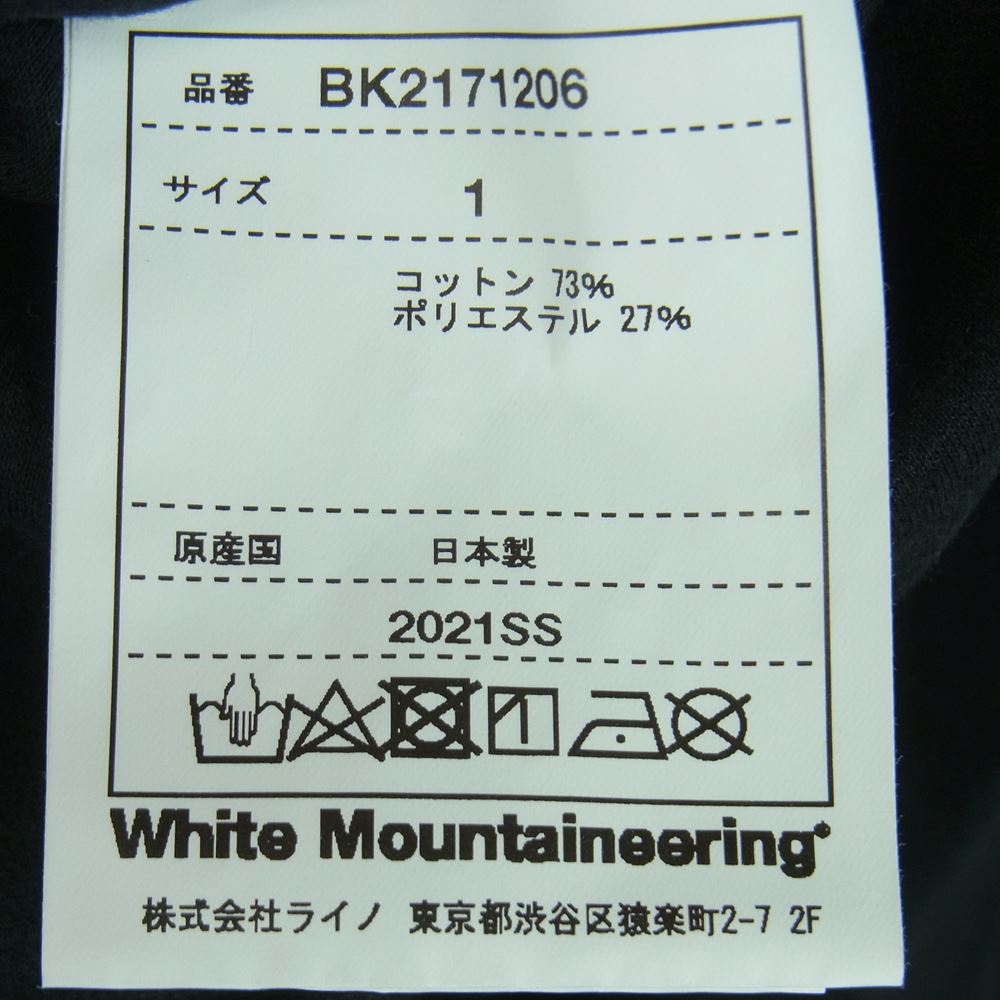 品番 BK2171206
サイズ 1
コットン 73%
ポリエステル 27%
原産国 日本製
2021SS
White Mountaineering
株式会社ライノ 東京都渋谷区猿楽町2-7 2F